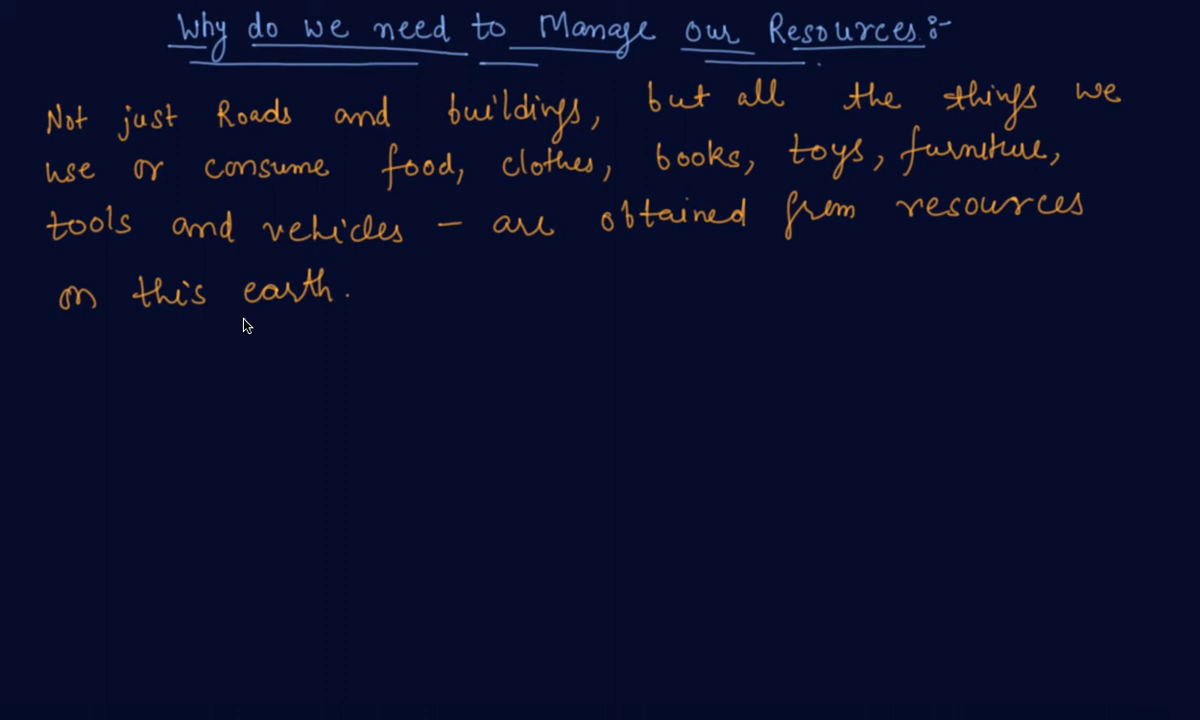 Why do we need to Manage our Resources :-
Not just Roads and buildings, but all the things we
use or consume food, clothes, books, toys, furniture,
tools and vehicles - are obtained from resources
on this earth.